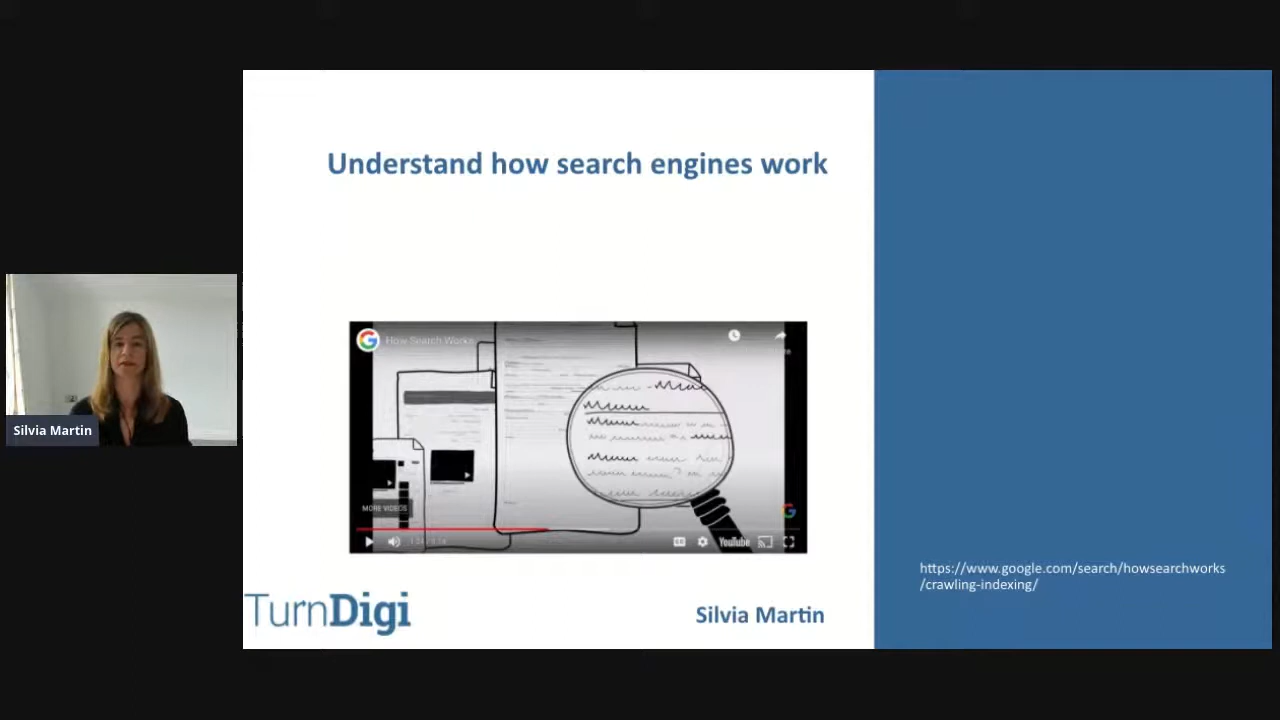 Understand how search engines work
How Search Works
MORE VIDEOS
YouTube
Silvia Martin
https://www.google.com/search/howsearchworks
/crawling-indexing/
TurnDigi
Silvia Martin